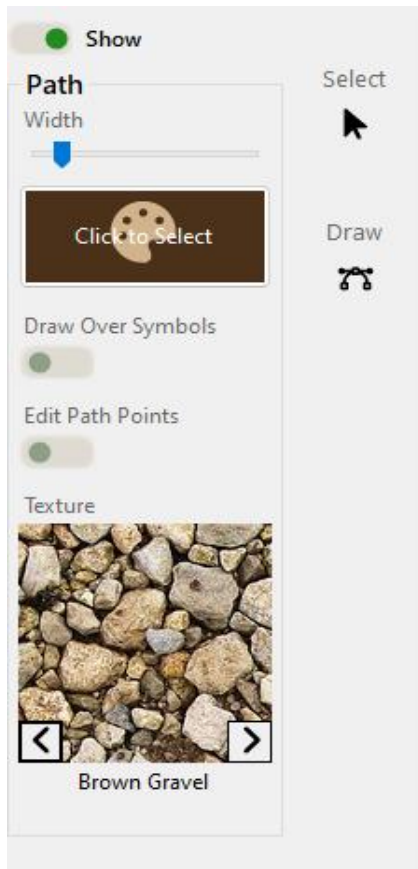 Show
Path
Width
Click to Select
Draw Over Symbols
Edit Path Points
Texture
Brown Gravel
Select
Draw